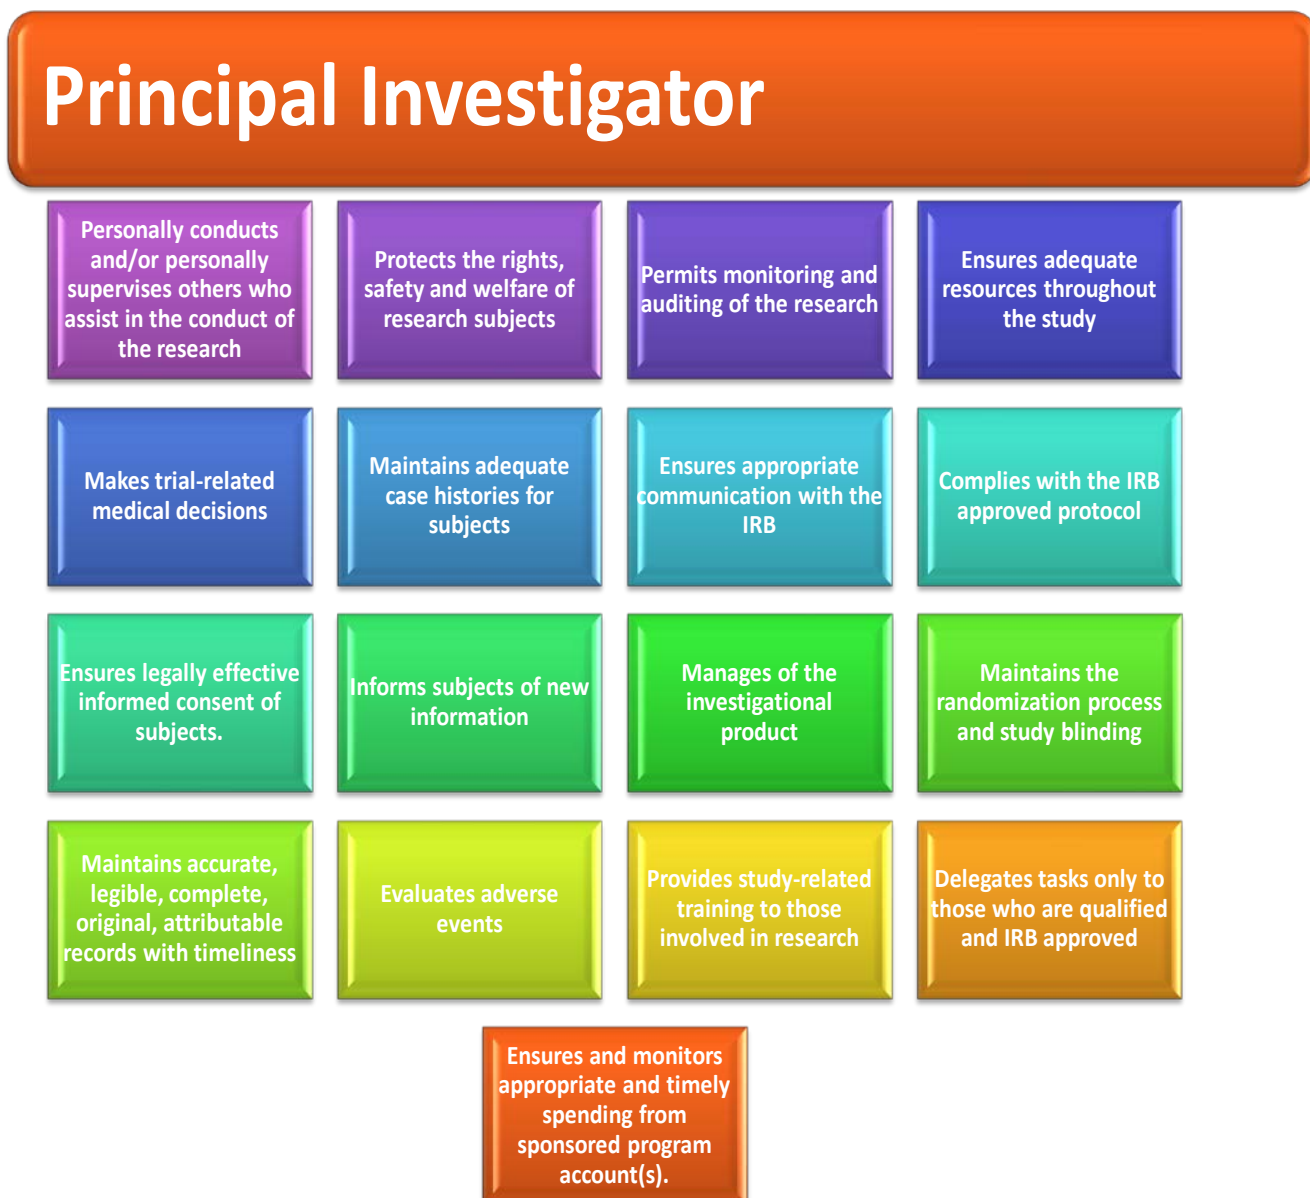 Principal Investigator
Personally conducts
and/or personally
supervises others who
assist in the conduct of
the research
Protects the rights,
safety and welfare of
research subjects
Permits monitoring and
auditing of the research
Ensures adequate
resources throughout
the study
Makes trial-related
medical decisions
Maintains adequate
case histories for
subjects
Ensures appropriate
communication with the
IRB
Complies with the IRB
approved protocol
Ensures legally effective
informed consent of
subjects.
Informs subjects of new
information
Manages of the
investigational
product
Maintains the
randomization process
and study blinding
Maintains accurate,
legible, complete,
original, attributable
records with timeliness
Evaluates adverse
events
Provides study-related
training to those
involved in research
Delegates tasks only to
those who are qualified
and IRB approved
Ensures and monitors
appropriate and timely
spending from
sponsored program
account(s).